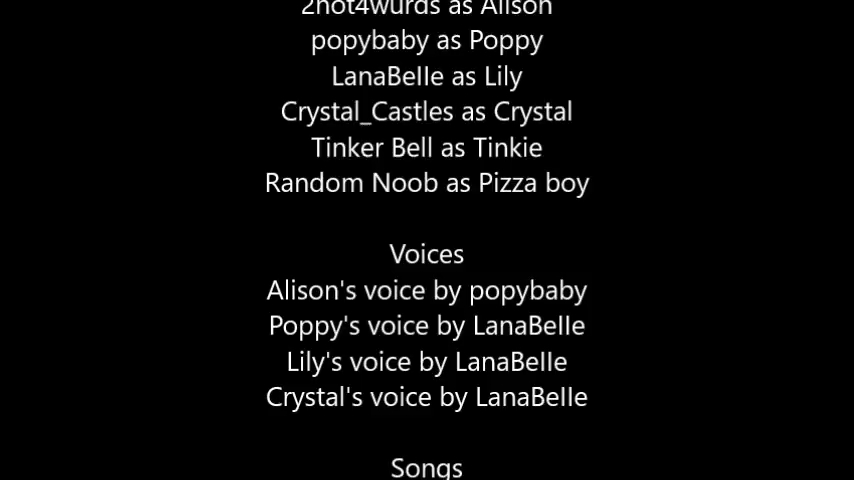 2hot4wurds as Alison
popybaby as Poppy
LanaBelle as Lily
Crystal_Castles as Crystal
Tinker Bell as Tinkie
Random Noob as Pizza boy
Voices
Alison's voice by popybaby
Poppy's voice by LanaBelle
Lily's voice by LanaBelle
Crystal's voice by LanaBelle
Songs